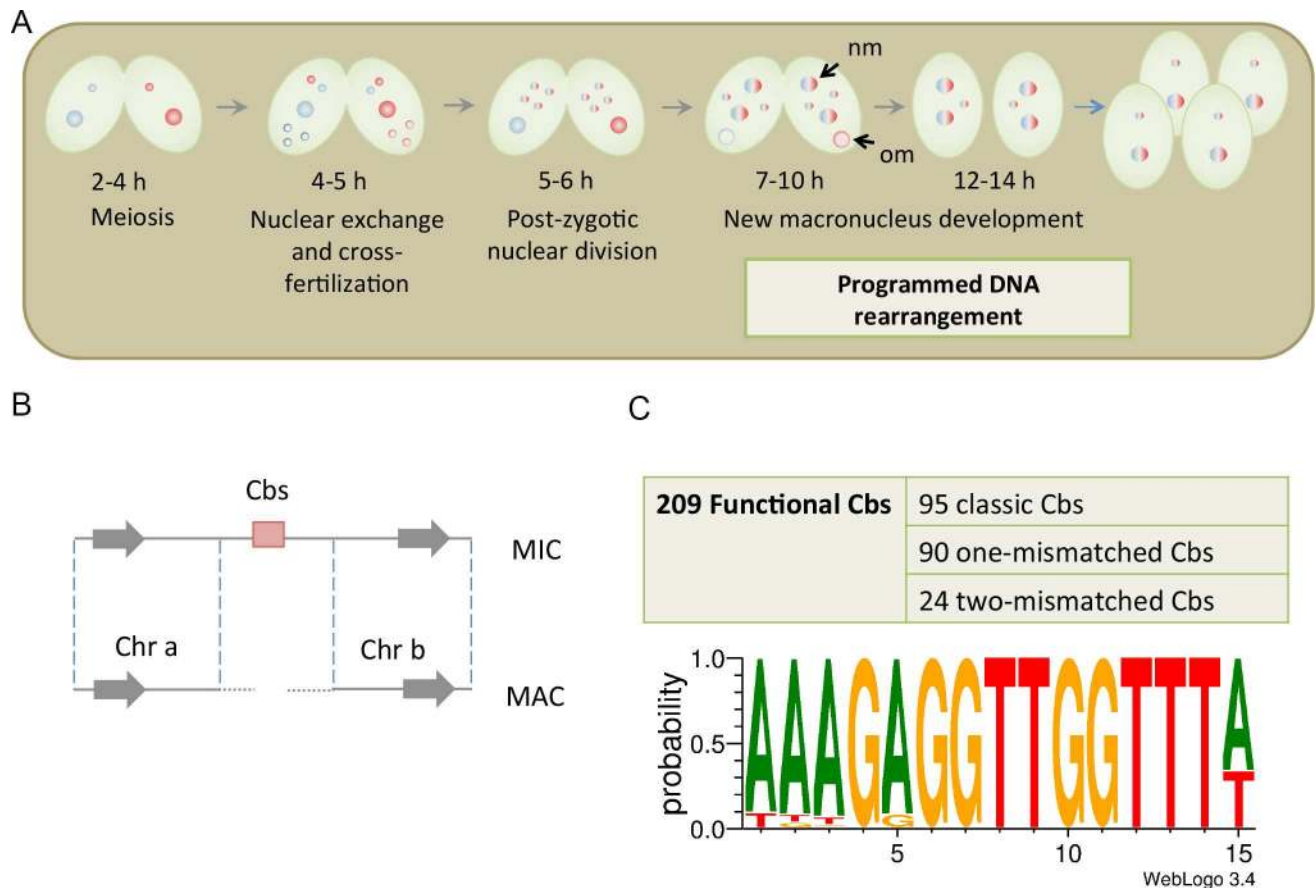 A
nm
om
2-4 h
Meiosis
4-5 h
Nuclear exchange
and cross-
fertilization
5-6 h
Post-zygotic
nuclear division
7-10 h
12-14 h
New macronucleus development
Programmed DNA
rearrangement
B
Cbs
MIC
Chr a
Chr b
MAC
C
209 Functional Cbs
95 classic Cbs
90 one-mismatched Cbs
24 two-mismatched Cbs
probability
1.0
0.5
0.0
AAAGAGGTTGGTTTA
T
T
T
G
T
5
10
15
WebLogo 3.4